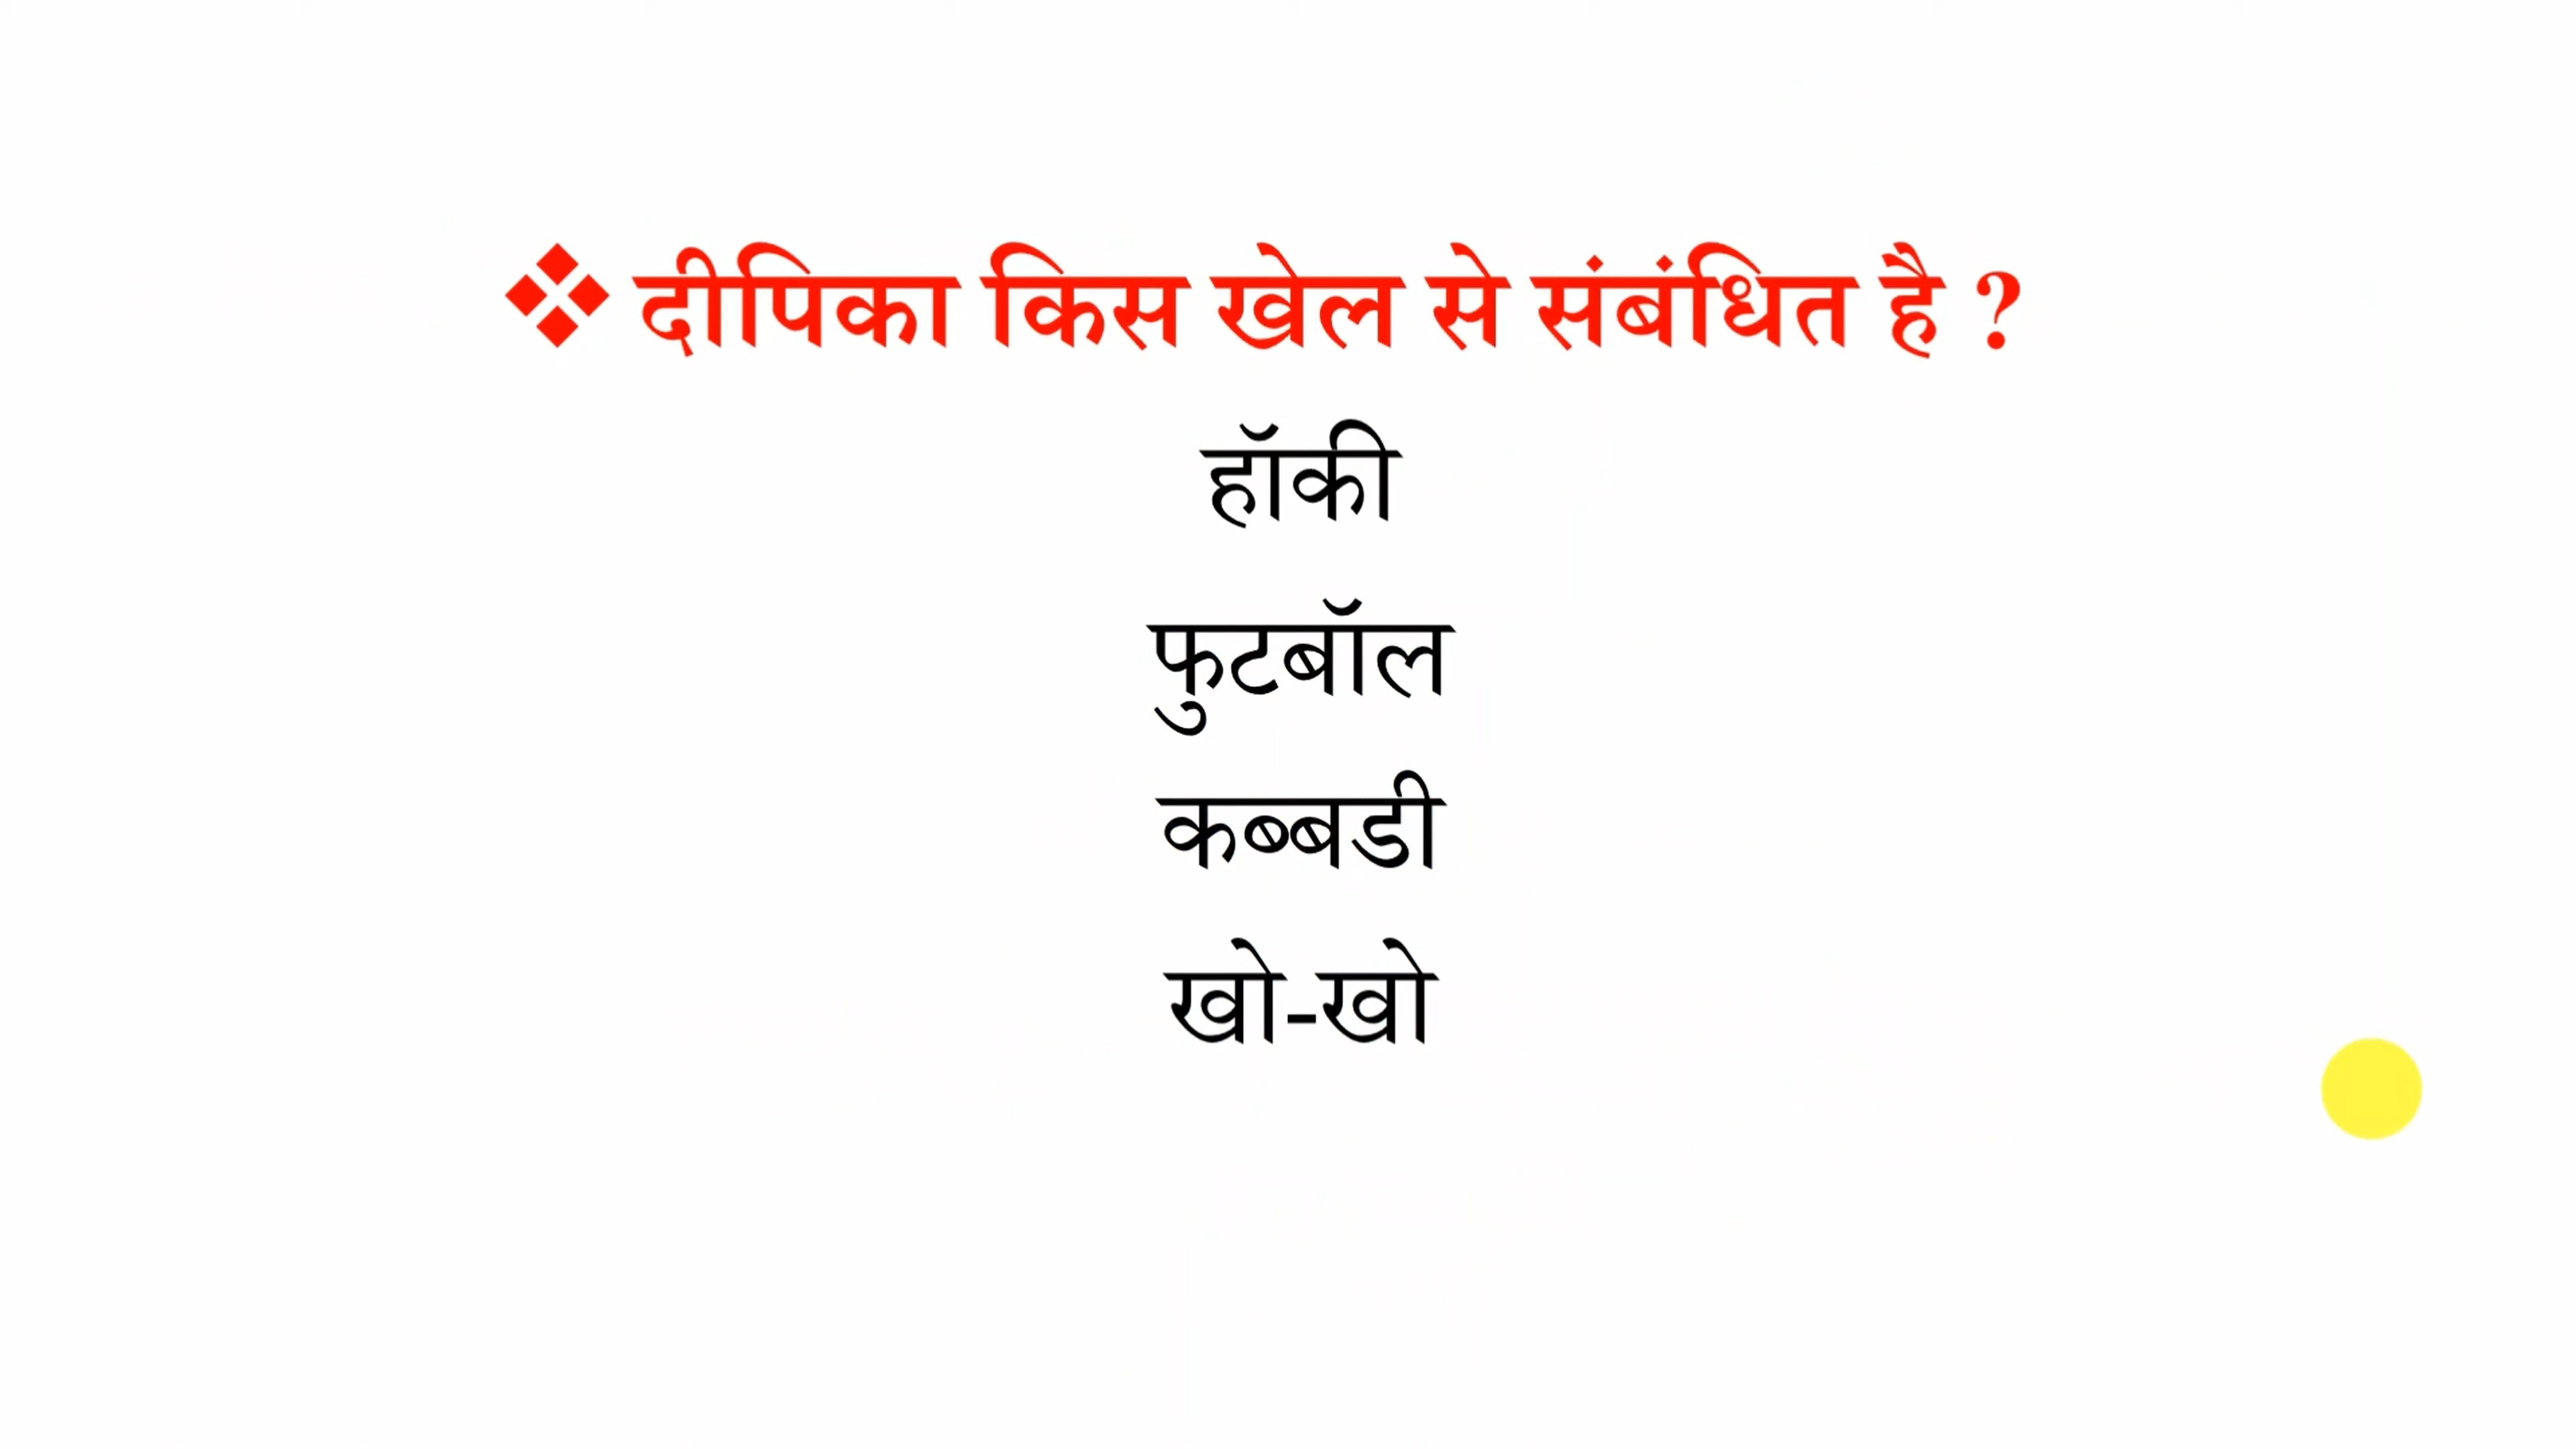 ❖ दीपिका किस खेल से संबंधित है ?
हॉकी
फुटबॉल
कब्बडी
खो-खो